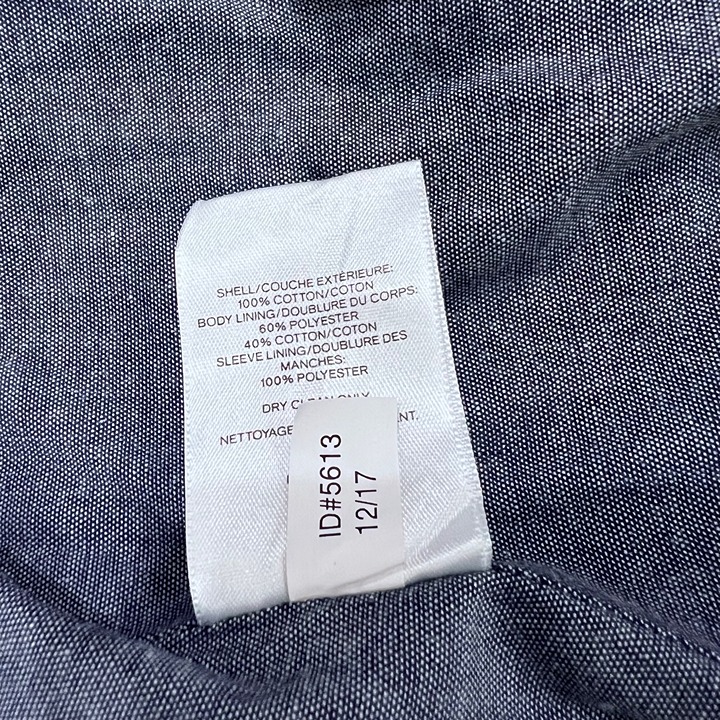 SHELL/COUCHE EXTÉRIEURE:
100% COTTON/COTON
BODY LINING/DOUBLURE DU CORPS:
60% POLYESTER
40% COTTON/COTON
SLEEVE LINING/DOUBLURE DES
MANCHES:
100% POLYESTER
DRY CLEAN ONLY
NETTOYAGE
ID#5613
12/17